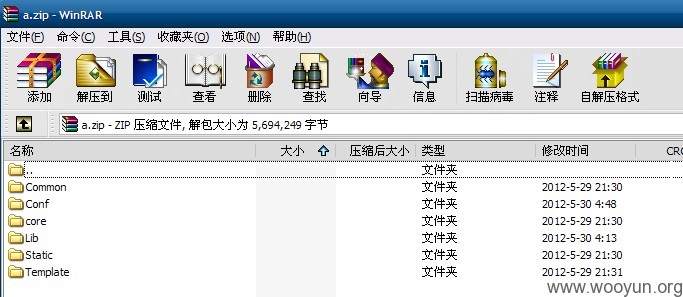 a.zip - WinRAR
文件(F) 命令(C) 工具(S) 收藏夹(O) 选项(N) 帮助(H)
添加 解压到 测试 查看 删除 查找 向导 信息 扫描病毒 注释 自解压格式
a.zip - ZIP 压缩文件, 解包大小为 5,694,249 字节
名称 大小 压缩后大小 类型 修改时间 CRC
.. 文件夹
Common 文件夹 2012-5-29 21:30
Conf 文件夹 2012-5-30 4:48
core 文件夹 2012-5-29 21:30
Lib 文件夹 2012-5-30 4:13
Static 文件夹 2012-5-29 21:30
Template 文件夹 2012-5-29 21:31
www.wooyun.org